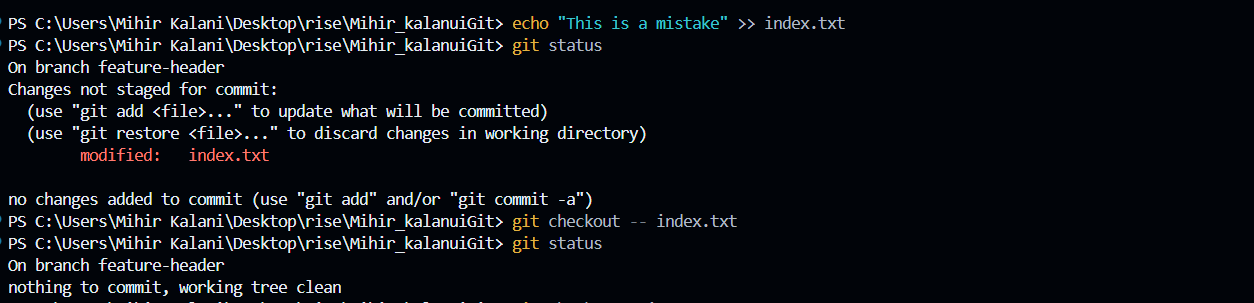 PS C:\Users\Mihir Kalani\Desktop\rise\Mihir_kalanuiGit> echo "This is a mistake" >> index.txt
PS C:\Users\Mihir Kalani\Desktop\rise\Mihir_kalanuiGit> git status
On branch feature-header
Changes not staged for commit:
  (use "git add <file>..." to update what will be committed)
  (use "git restore <file>..." to discard changes in working directory)
        modified:   index.txt

no changes added to commit (use "git add" and/or "git commit -a")
PS C:\Users\Mihir Kalani\Desktop\rise\Mihir_kalanuiGit> git checkout -- index.txt
PS C:\Users\Mihir Kalani\Desktop\rise\Mihir_kalanuiGit> git status
On branch feature-header
nothing to commit, working tree clean